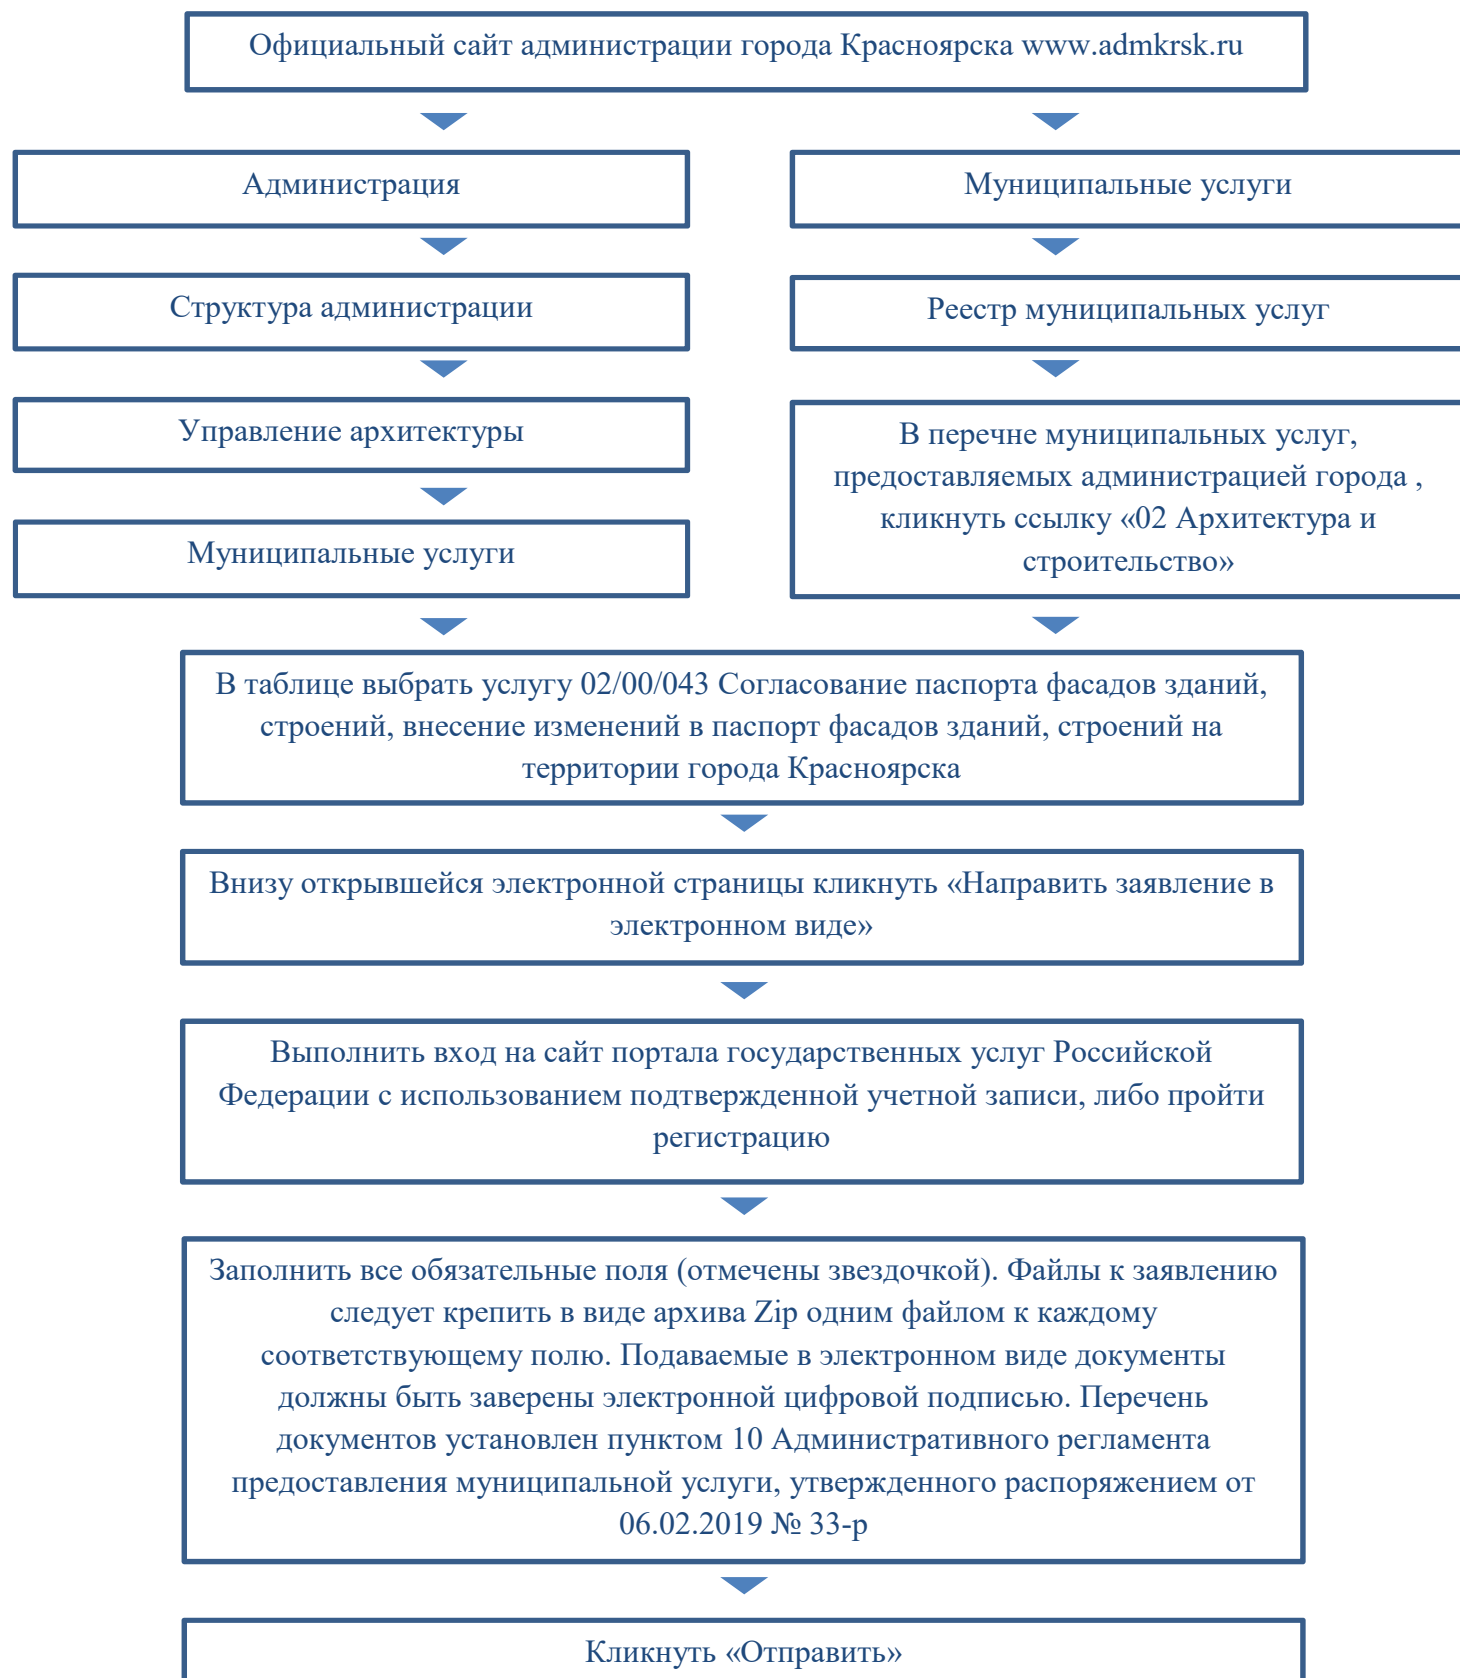 Официальный сайт администрации города Красноярска www.admkrsk.ru
Администрация
Структура администрации
Управление архитектуры
Муниципальные услуги
Муниципальные услуги
Реестр муниципальных услуг
В перечне муниципальных услуг,
предоставляемых администрацией города ,
кликнуть ссылку «02 Архитектура и
строительство»
В таблице выбрать услугу 02/00/043 Согласование паспорта фасадов зданий,
строений, внесение изменений в паспорт фасадов зданий, строений на
территории города Красноярска
Внизу открывшейся электронной страницы кликнуть «Направить заявление в
электронном виде»
Выполнить вход на сайт портала государственных услуг Российской
Федерации с использованием подтвержденной учетной записи, либо пройти
регистрацию
Заполнить все обязательные поля (отмечены звездочкой). Файлы к заявлению
следует крепить в виде архива Zip одним файлом к каждому
соответствующему полю. Подаваемые в электронном виде документы
должны быть заверены электронной цифровой подписью. Перечень
документов установлен пунктом 10 Административного регламента
предоставления муниципальной услуги, утвержденного распоряжением от
06.02.2019 № 33-р
Кликнуть «Отправить»